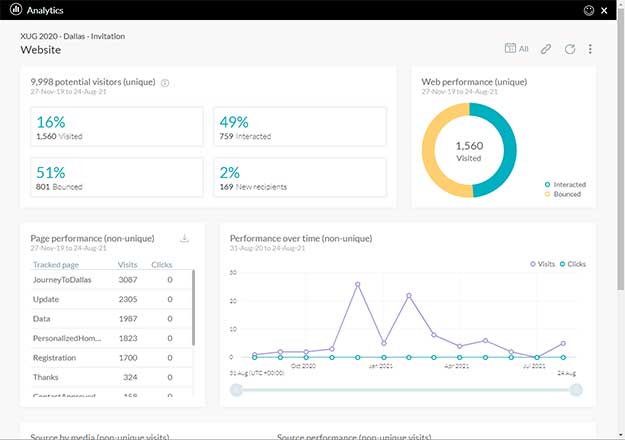 Analytics
XUG 2020 - Dallas - Invitation
Website
All
9,998 potential visitors (unique)
27-Nov-19 to 24-Aug-21
16%
1,560 Visited
49%
759 Interacted
51%
801 Bounced
2%
169 New recipients
Web performance (unique)
27-Nov-19 to 24-Aug-21
1,560
Visited
Interacted
Bounced
Page performance (non-unique)
27-Nov-19 to 24-Aug-21
Tracked page Visits Clicks
JourneyToDallas 3087 0
Update 2305 0
Data 1987 0
PersonalizedHom... 1823 0
Registration 1700 0
Thanks 324 0
ContactApproved 158 0
Performance over time (non-unique)
31-Aug-20 to 24-Aug-21
Visits Clicks
30
20
10
0
Oct 2020 Jan 2021 Apr 2021 Jul 2021
31 Aug (UTC +00:00) 24 Aug
Source by media (non-unique visits)
Source performance (non-unique visits)